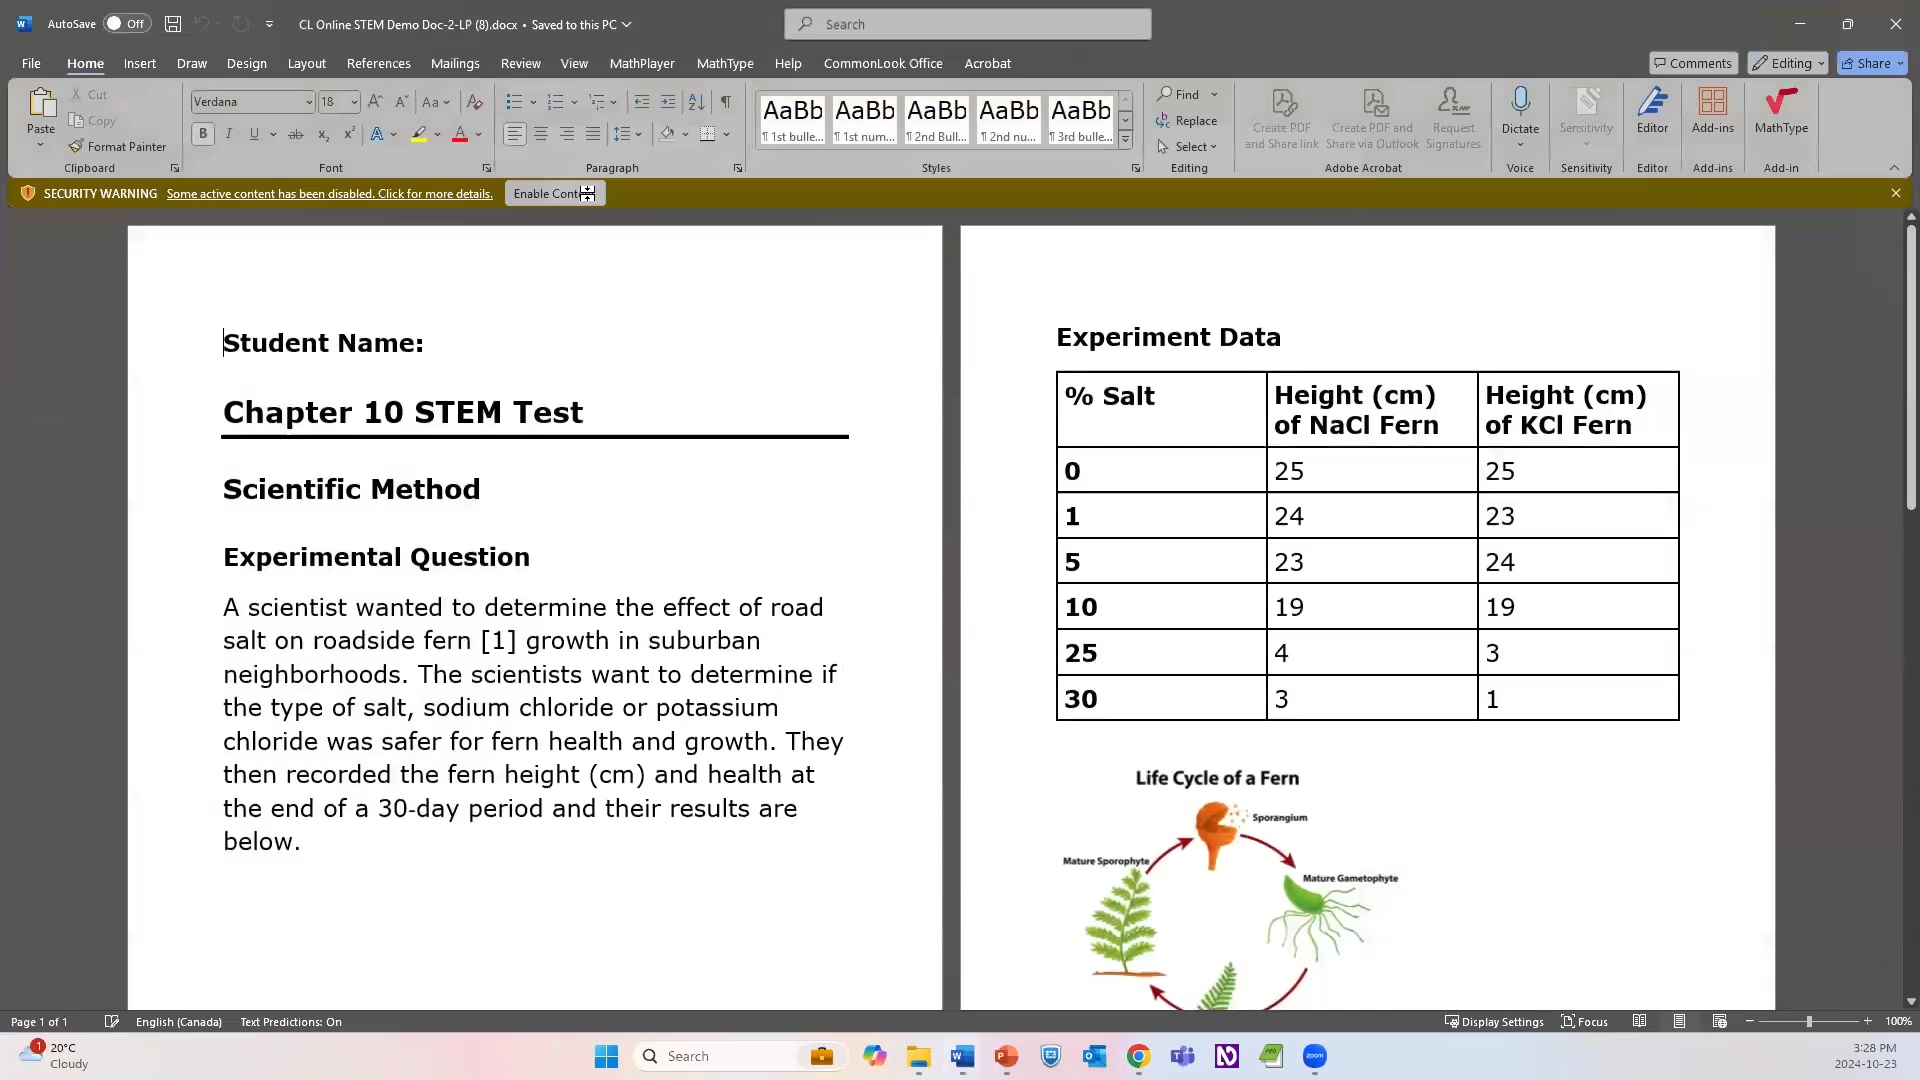 AutoSave Off
CL Online STEM Demo Doc-2-LP (8).docx • Saved to this PC
Search
File Home Insert Draw Design Layout References Mailings Review View MathPlayer MathType Help CommonLook Office Acrobat
Comments Editing Share
Paste
Cut
Copy
Format Painter
Clipboard
Verdana 18
Font
Paragraph
AaBb AaBb AaBb AaBb AaBb
¶ 1st bulle... ¶ 1st num... ¶ 2nd Bull... ¶ 2nd nu... ¶ 3rd bulle...
Styles
Find
Replace
Select
Editing
Create PDF and Share link
Create PDF and Share via Outlook
Request Signatures
Adobe Acrobat
Dictate
Voice
Sensitivity
Sensitivity
Editor
Editor
Add-ins
Add-ins
MathType
Add-in
SECURITY WARNING Some active content has been disabled. Click for more details. Enable Cont
Student Name:
Chapter 10 STEM Test
Scientific Method
Experimental Question
A scientist wanted to determine the effect of road
salt on roadside fern [1] growth in suburban
neighborhoods. The scientists want to determine if
the type of salt, sodium chloride or potassium
chloride was safer for fern health and growth. They
then recorded the fern height (cm) and health at
the end of a 30-day period and their results are
below.
Experiment Data
% Salt Height (cm) of NaCl Fern Height (cm) of KCl Fern
0 25 25
1 24 23
5 23 24
10 19 19
25 4 3
30 3 1
Life Cycle of a Fern
Sporangium
Mature Sporophyte
Mature Gametophyte
Page 1 of 1 English (Canada) Text Predictions: On
Display Settings Focus 100%
1
20°C
Cloudy
Search
zoom
3:28 PM
2024-10-23